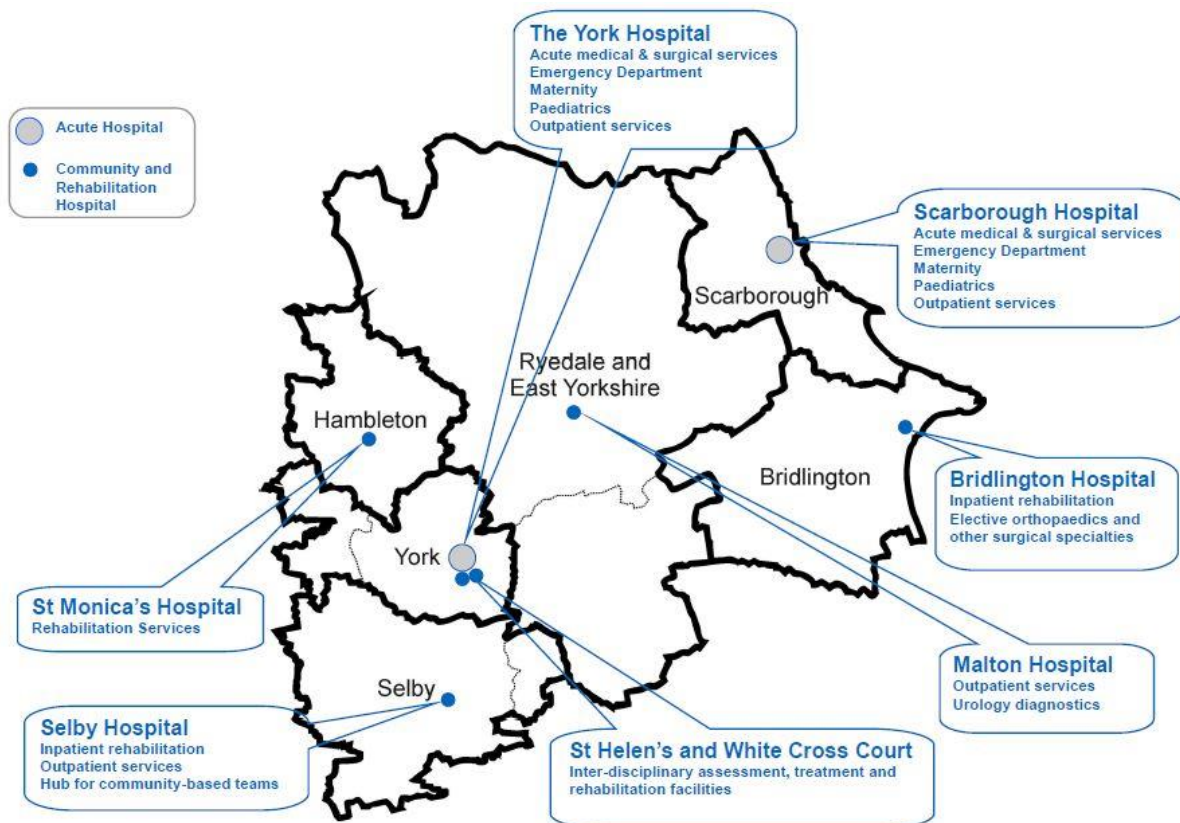 The York Hospital
Acute medical & surgical services
Emergency Department
Maternity
Paediatrics
Outpatient services
Acute Hospital
Community and
Rehabilitation
Hospital
Scarborough Hospital
Acute medical & surgical services
Emergency Department
Maternity
Paediatrics
Outpatient services
Scarborough
Ryedale and
East Yorkshire
Hambleton
Bridlington
Bridlington Hospital
Inpatient rehabilitation
Elective orthopaedics and
other surgical specialties
York
St Monica's Hospital
Rehabilitation Services
Malton Hospital
Outpatient services
Urology diagnostics
Selby
Selby Hospital
Inpatient rehabilitation
Outpatient services
Hub for community-based teams
St Helen's and White Cross Court
Inter-disciplinary assessment, treatment and
rehabilitation facilities